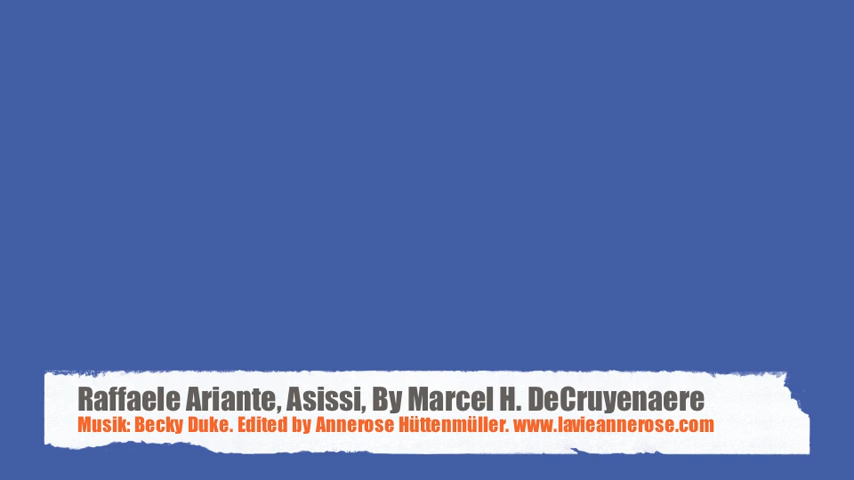 Raffaele Ariante, Asissi, By Marcel H. DeCruyenaere
Musik: Becky Duke. Edited by Annerose Hüttenmüller. www.lavieannerose.com